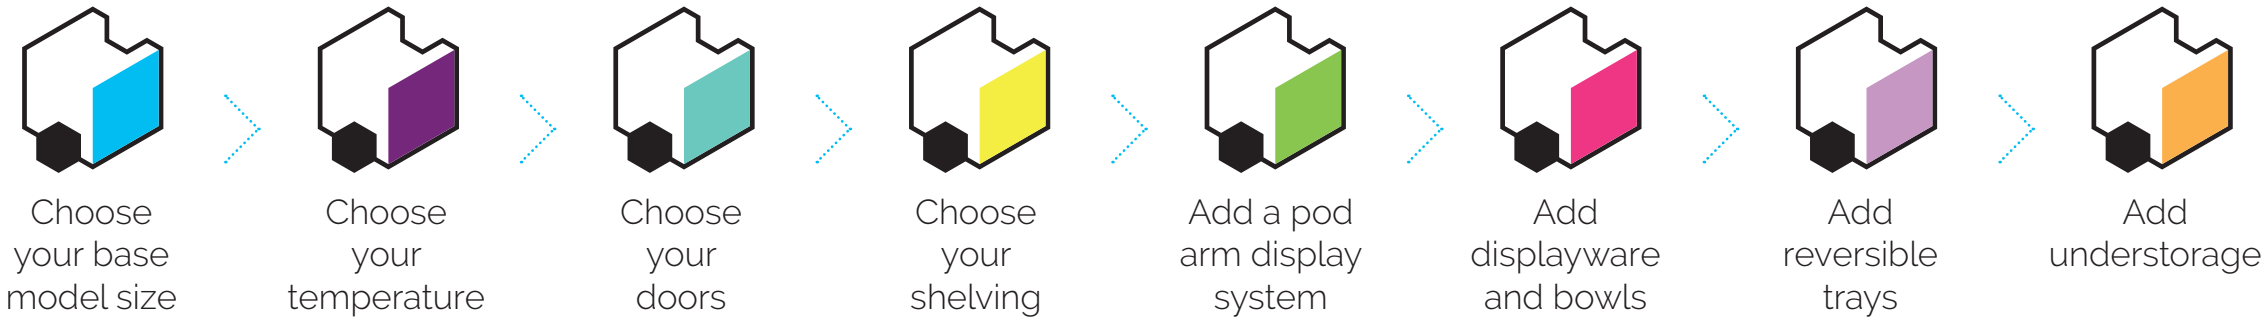 Choose
your base
model size
Choose
your
temperature
Choose
your
doors
Choose
your
shelving
Add a pod
arm display
system
Add
displayware
and bowls
Add
reversible
trays
Add
understorage